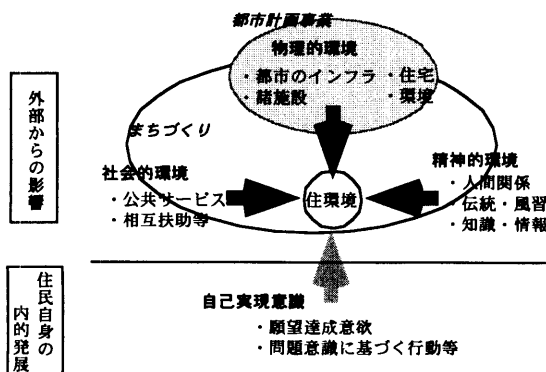 都市計画事業
物理的環境
・都市のインフラ ・住宅
・諸施設 ・環境
外部からの影響
まちづくり
社会的環境
・公共サービス
・相互扶助等
住環境
精神的環境
・人間関係
・伝統・風習
・知識・情報
住民自身の
内的発展
自己実現意識
・願望達成意欲
・問題意識に基づく行動等